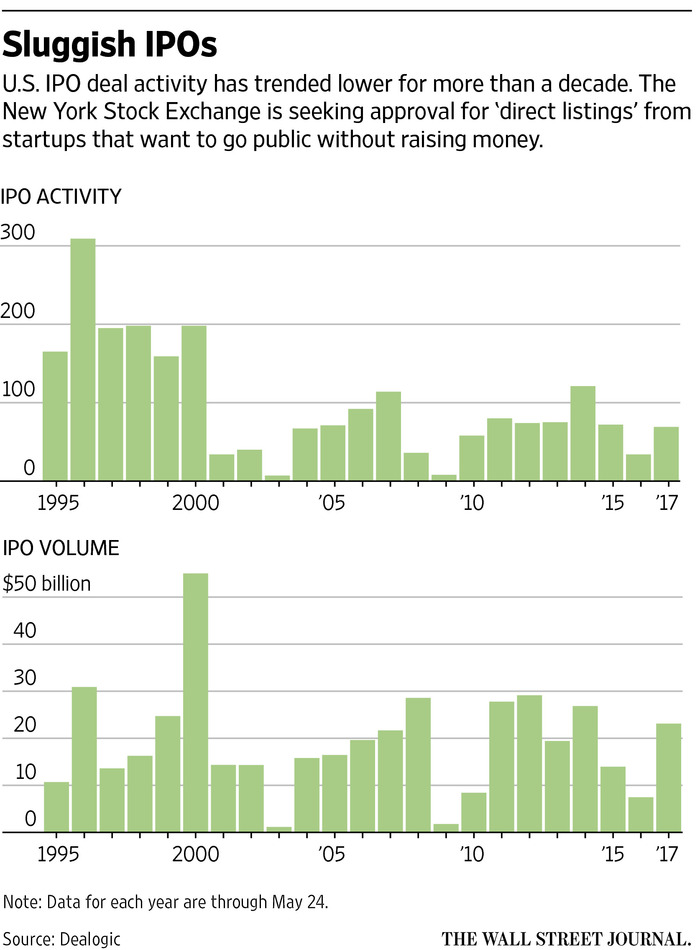 Sluggish IPOs
U.S. IPO deal activity has trended lower for more than a decade. The
New York Stock Exchange is seeking approval for ‘direct listings’ from
startups that want to go public without raising money.
IPO ACTIVITY
300
200
100
0
1995 2000 ’05 ’10 ’15 ’17
IPO VOLUME
$50 billion
40
30
20
10
0
1995 2000 ’05 ’10 ’15 ’17
Note: Data for each year are through May 24.
Source: Dealogic THE WALL STREET JOURNAL.